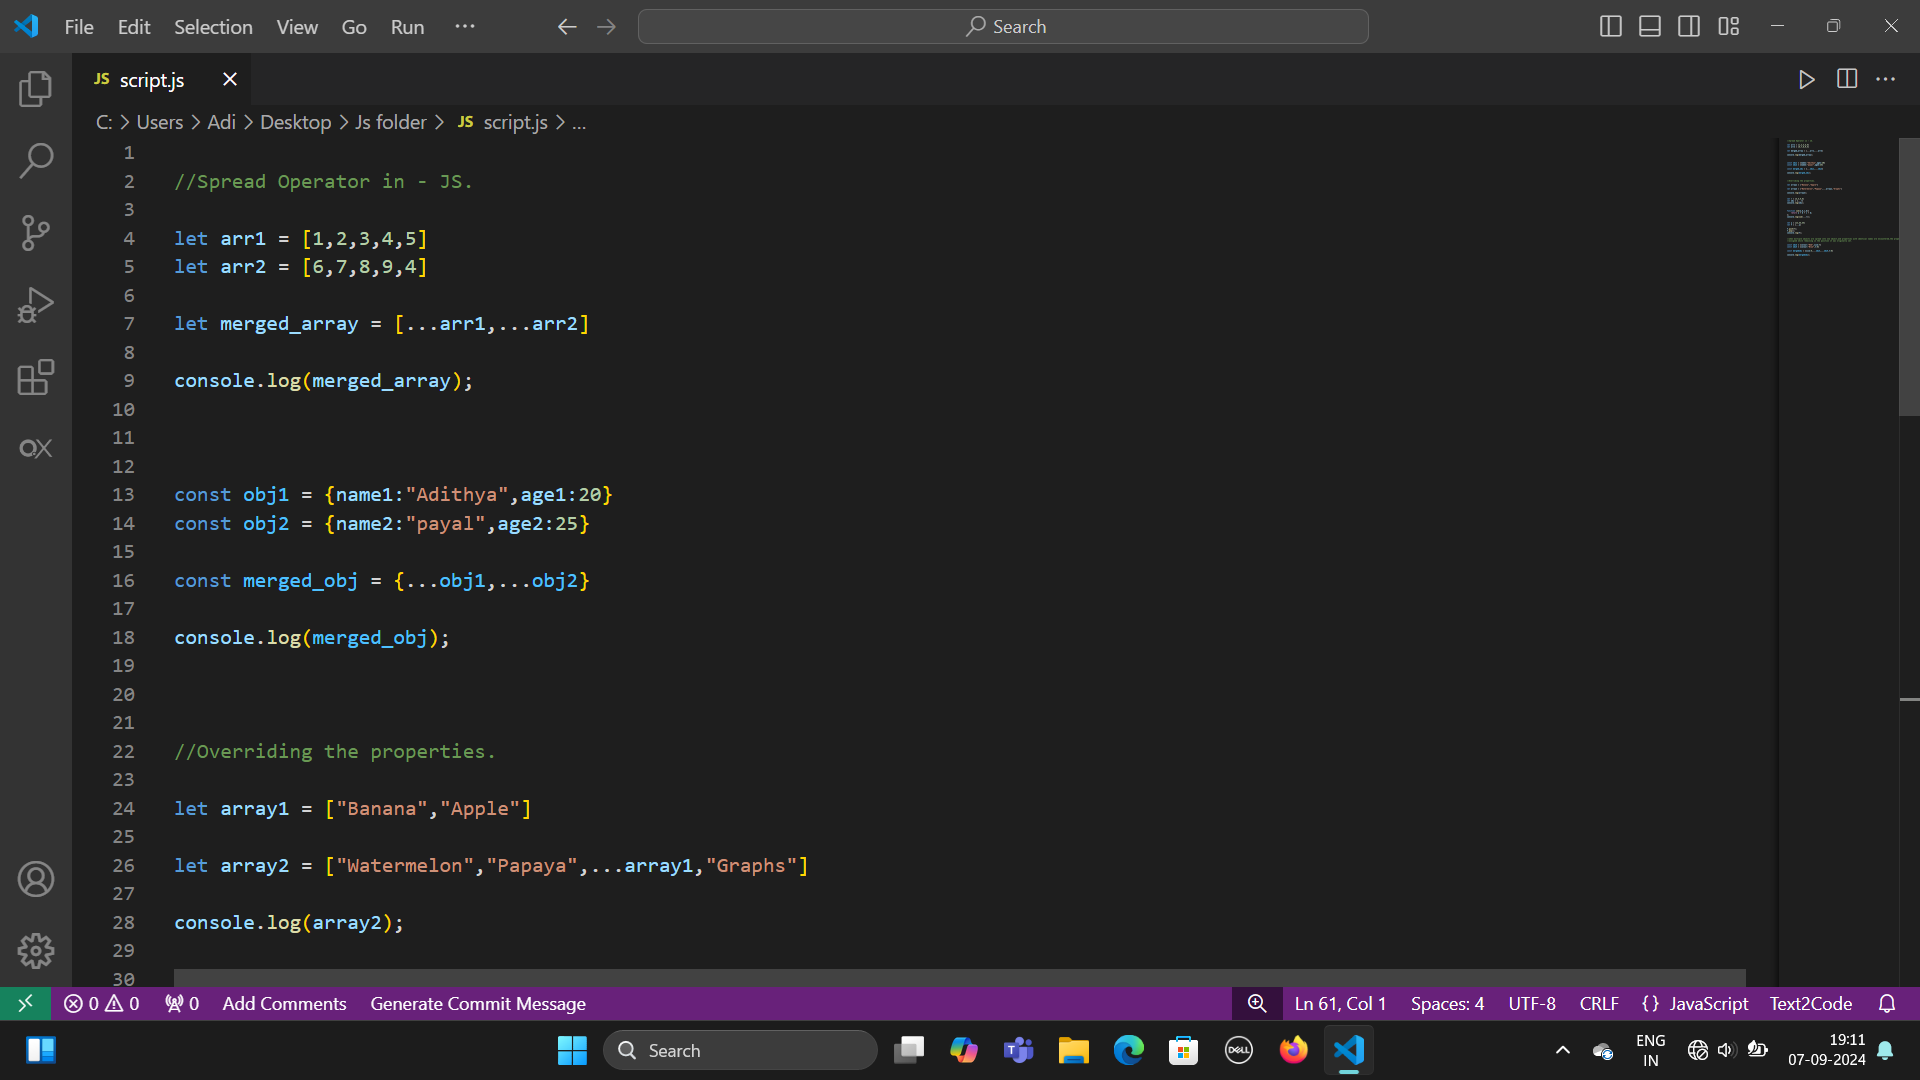 File Edit Selection View Go Run ... Search
JS script.js
C: > Users > Adi > Desktop > Js folder > JS script.js > ...
1
2 //Spread Operator in - JS.
3
4 let arr1 = [1,2,3,4,5]
5 let arr2 = [6,7,8,9,4]
6
7 let merged_array = [...arr1,...arr2]
8
9 console.log(merged_array);
10
11
12
13 const obj1 = {name1:"Adithya",age1:20}
14 const obj2 = {name2:"payal",age2:25}
15
16 const merged_obj = {...obj1,...obj2}
17
18 console.log(merged_obj);
19
20
21
22 //Overriding the properties.
23
24 let array1 = ["Banana","Apple"]
25
26 let array2 = ["Watermelon","Papaya",...array1,"Graphs"]
27
28 console.log(array2);
29
30
0 0 0 Add Comments Generate Commit Message Ln 61, Col 1 Spaces: 4 UTF-8 CRLF {} JavaScript Text2Code
Search DELL ENG 19:11
IN 07-09-2024